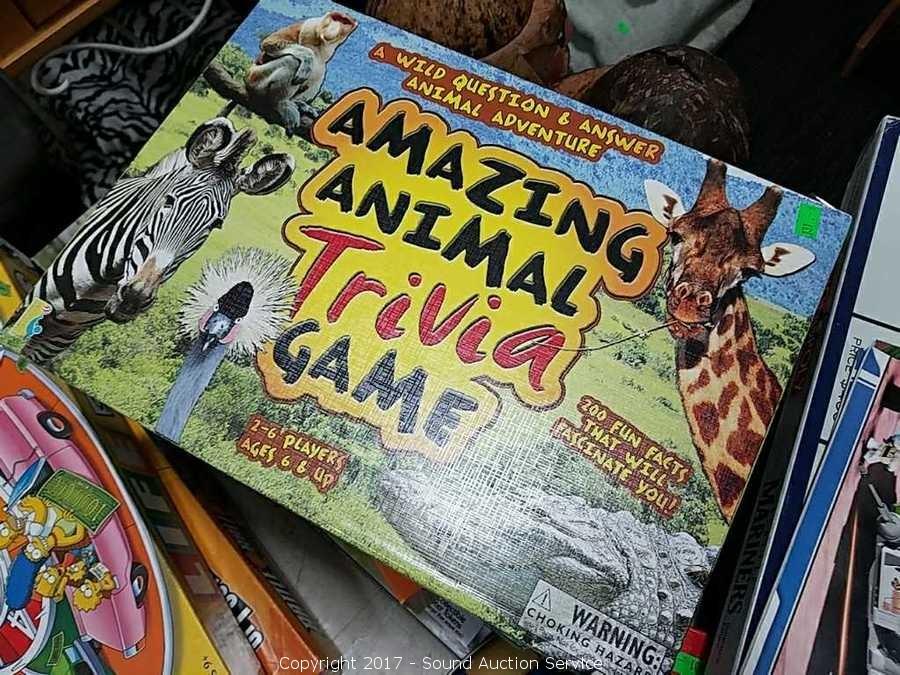 A WILD QUESTION & ANSWER
ANIMAL ADVENTURE
AMAZING
ANIMAL
Trivia
GAME
2-6 PLAYERS
AGES 6 & UP
200 FUN FACTS
THAT WILL
FASCINATE YOU!!
WARNING:
CHOKING HAZARD
MARINERS
LIFE
Copyright 2017 - Sound Auction Service